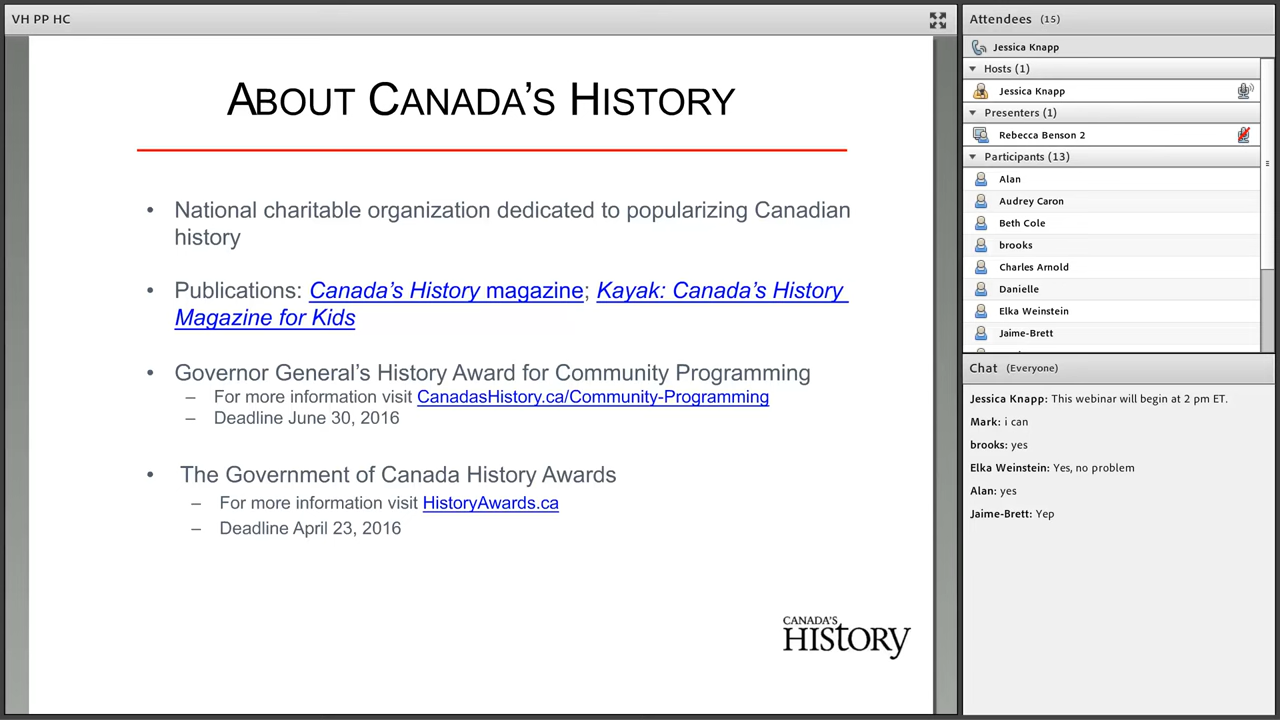 VH PP HC
ABOUT CANADA'S HISTORY
• National charitable organization dedicated to popularizing Canadian
history
• Publications: Canada's History magazine; Kayak: Canada's History
Magazine for Kids
• Governor General's History Award for Community Programming
– For more information visit CanadasHistory.ca/Community-Programming
– Deadline June 30, 2016
• The Government of Canada History Awards
– For more information visit HistoryAwards.ca
– Deadline April 23, 2016
CANADA'S
HISTORY
Attendees (15)
Jessica Knapp
Hosts (1)
Jessica Knapp
Presenters (1)
Rebecca Benson 2
Participants (13)
Alan
Audrey Caron
Beth Cole
brooks
Charles Arnold
Danielle
Elka Weinstein
Jaime-Brett
Chat (Everyone)
Jessica Knapp: This webinar will begin at 2 pm ET.
Mark: i can
brooks: yes
Elka Weinstein: Yes, no problem
Alan: yes
Jaime-Brett: Yep